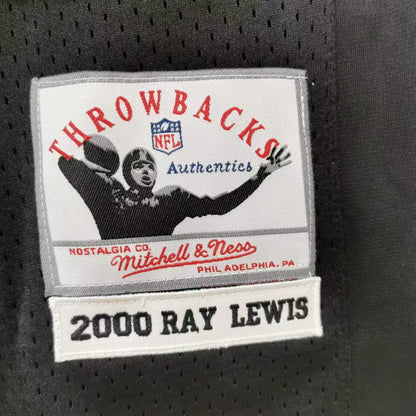 THROWBACKS
NFL
Authentics
NOSTALGIA CO.
Mitchell & Ness
PHILADELPHIA, PA
2000 RAY LEWIS